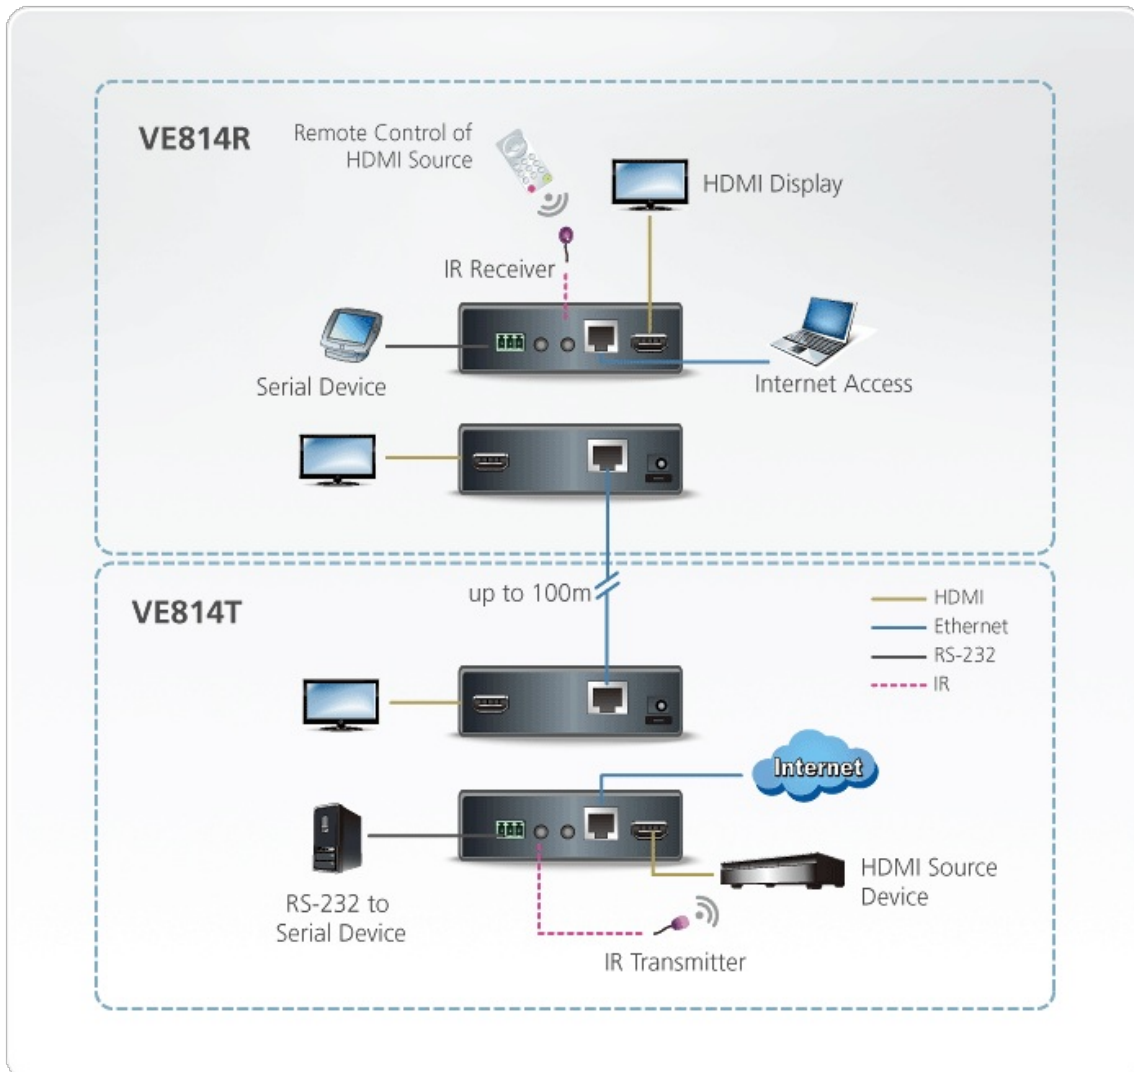 VE814R
Remote Control of
HDMI Source
HDMI Display
IR Receiver
Serial Device
Internet Access
up to 100m
VE814T
HDMI
Ethernet
RS-232
IR
Internet
RS-232 to
Serial Device
HDMI Source
Device
IR Transmitter